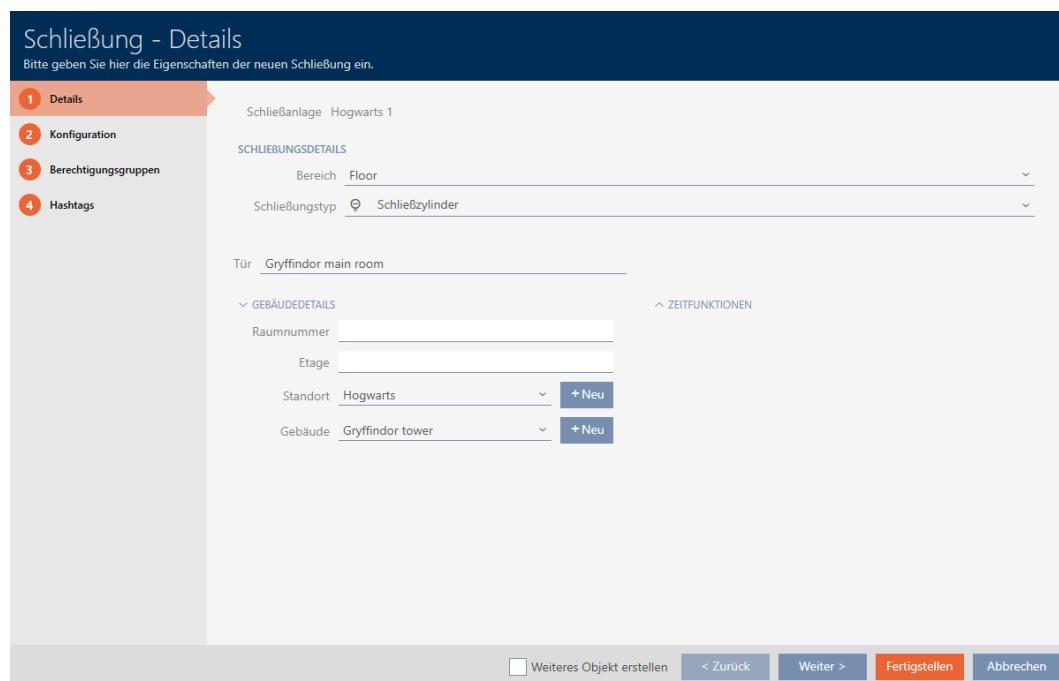 Schließung - Details
Bitte geben Sie hier die Eigenschaften der neuen Schließung ein.
1 Details
2 Konfiguration
3 Berechtigungsgruppen
4 Hashtags
Schließanlage Hogwarts 1
SCHLIEßUNGSDETAILS
Bereich Floor
Schließungstyp Schließzylinder
Tür Gryffindor main room
GEBÄUDEDETAILS
ZEITFUNKTIONEN
Raumnummer
Etage
Standort Hogwarts +Neu
Gebäude Gryffindor tower +Neu
Weiteres Objekt erstellen < Zurück Weiter > Fertigstellen Abbrechen